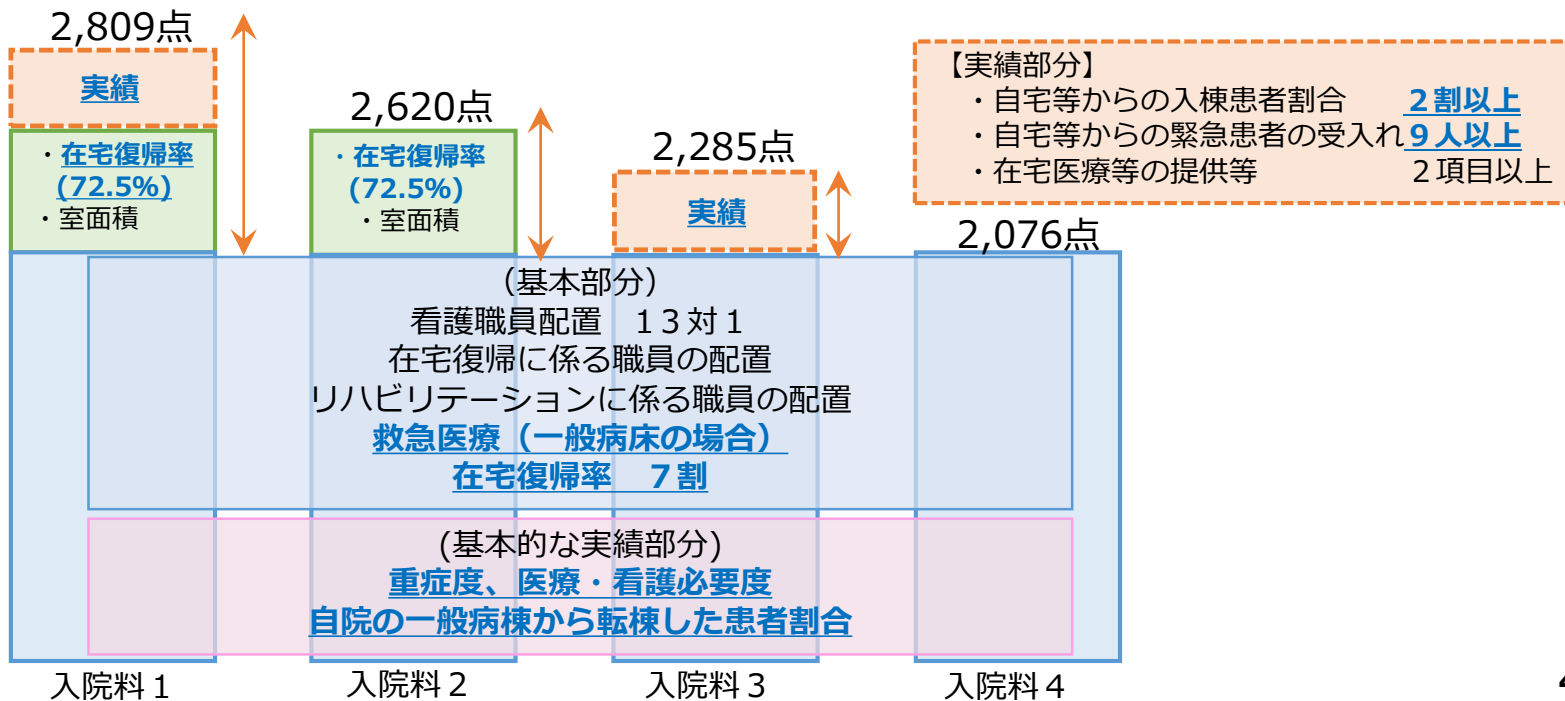 2,809点
実績
・在宅復帰率
(72.5%)
・室面積
2,620点
・在宅復帰率
(72.5%)
・室面積
2,285点
実績
2,076点
【実績部分】
・自宅等からの入棟患者割合　２割以上
・自宅等からの緊急患者の受入れ ９人以上
・在宅医療等の提供等　２項目以上
（基本部分）
看護職員配置　１３対１
在宅復帰に係る職員の配置
リハビリテーションに係る職員の配置
救急医療（一般病床の場合）
在宅復帰率　７割
(基本的な実績部分)
重症度、医療・看護必要度
自院の一般病棟から転棟した患者割合
入院料１
入院料２
入院料３
入院料４